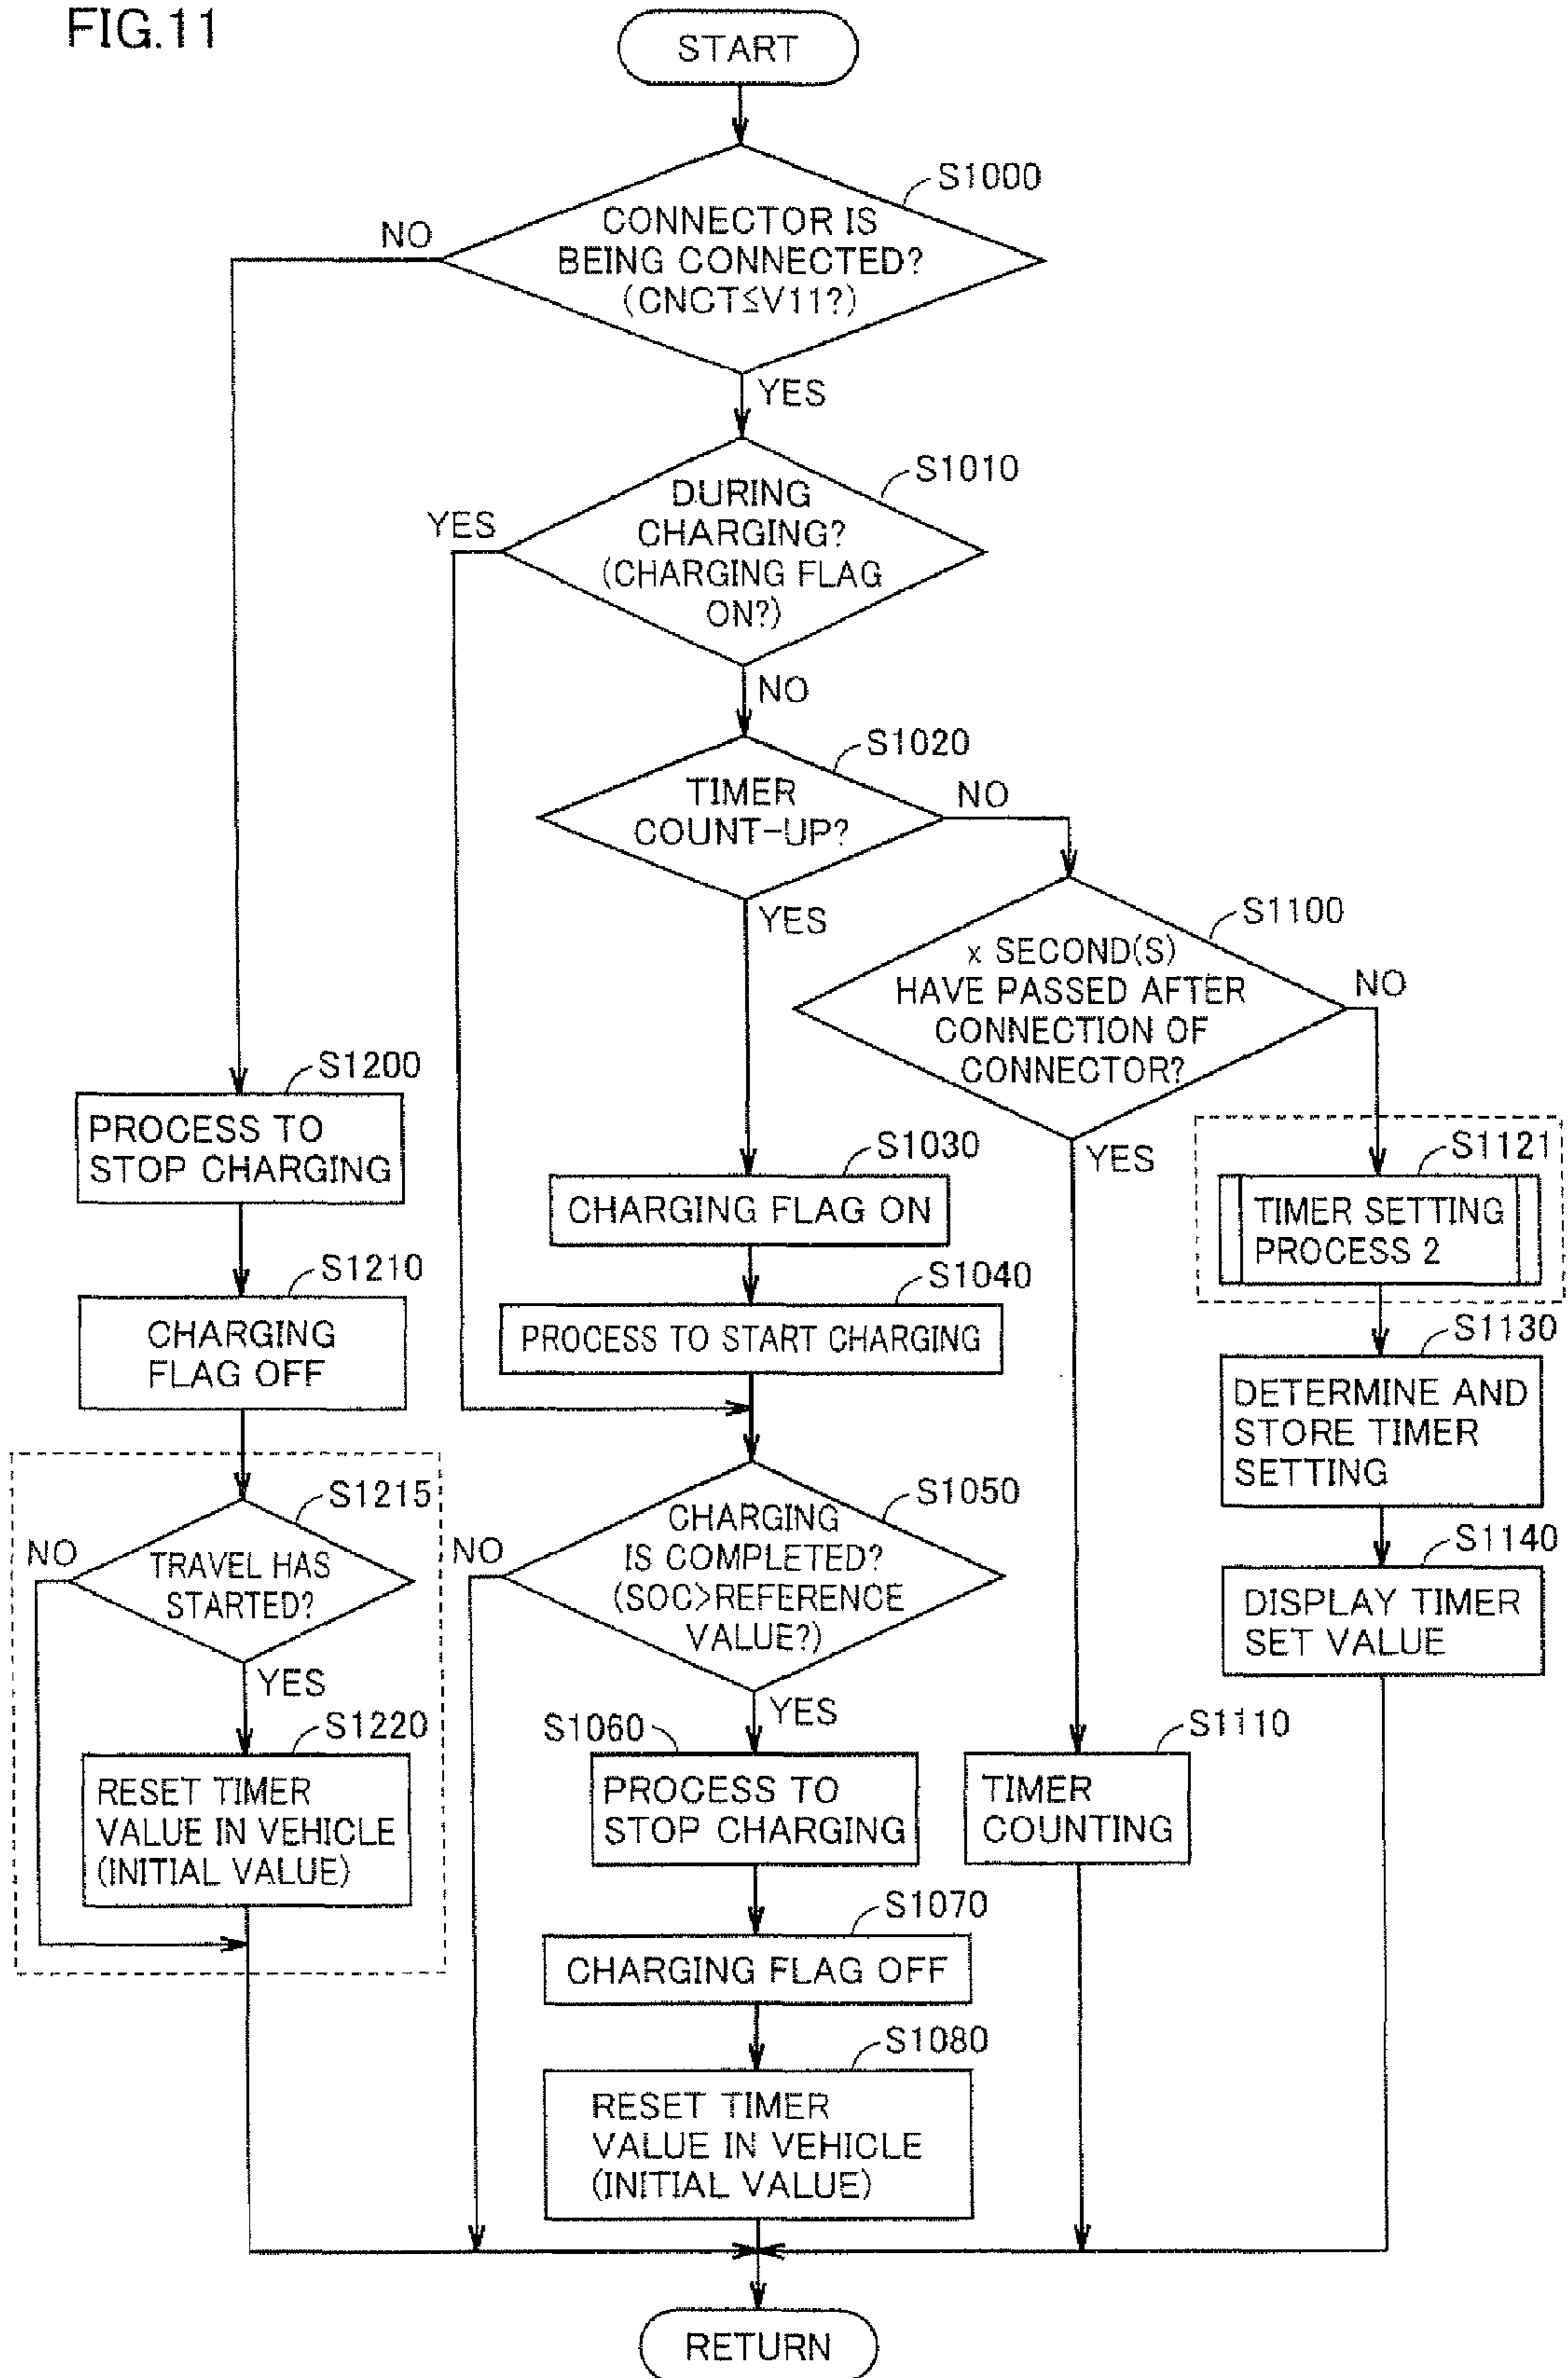 FIG.11
START
S1000
CONNECTOR IS
BEING CONNECTED?
(CNCT≤V11?)
NO
YES
S1010
DURING
CHARGING?
(CHARGING FLAG
ON?)
YES
NO
S1020
TIMER
COUNT-UP?
NO
YES
S1100
x SECOND(S)
HAVE PASSED AFTER
CONNECTION OF
CONNECTOR?
NO
YES
S1200
PROCESS TO
STOP CHARGING
S1210
CHARGING
FLAG OFF
S1215
TRAVEL HAS
STARTED?
NO
YES
S1220
RESET TIMER
VALUE IN VEHICLE
(INITIAL VALUE)
S1030
CHARGING FLAG ON
S1040
PROCESS TO START CHARGING
S1050
CHARGING
IS COMPLETED?
(SOC>REFERENCE
VALUE?)
NO
YES
S1060
PROCESS TO
STOP CHARGING
S1070
CHARGING FLAG OFF
S1080
RESET TIMER
VALUE IN VEHICLE
(INITIAL VALUE)
S1110
TIMER
COUNTING
S1121
TIMER SETTING
PROCESS 2
S1130
DETERMINE AND
STORE TIMER
SETTING
S1140
DISPLAY TIMER
SET VALUE
RETURN